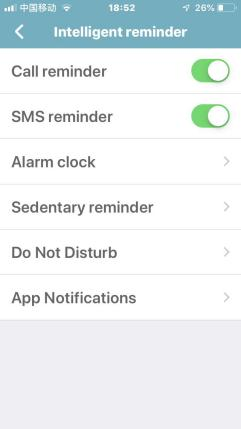 中国移动 18:52 26%
Intelligent reminder
Call reminder
SMS reminder
Alarm clock
Sedentary reminder
Do Not Disturb
App Notifications